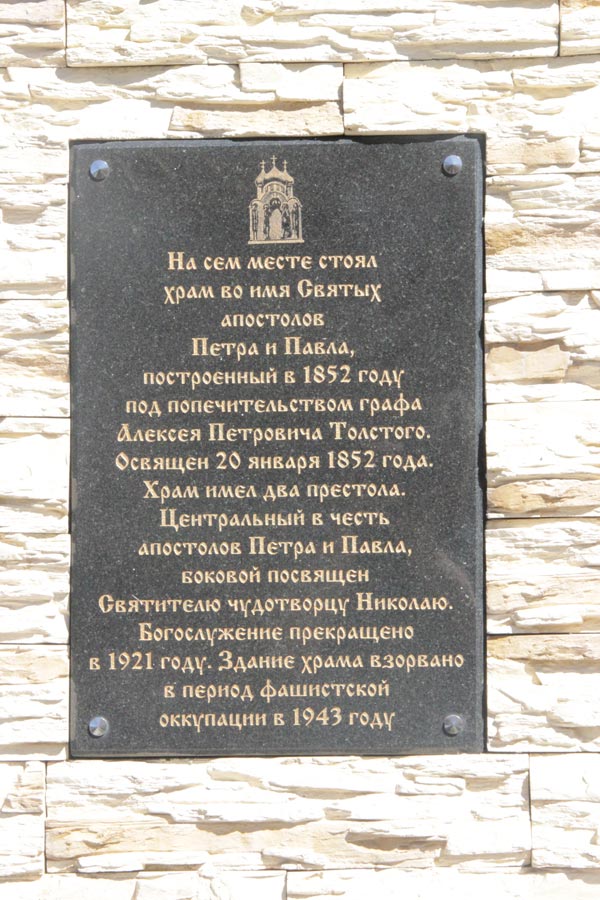 На сем месте стоял
храм во имя Святых
апостолов
Петра и Павла,
построенный в 1852 году
под попечительством графа
Алексея Петровича Толстого.
Освящен 20 января 1852 года.
Храм имел два престола.
Центральный в честь
апостолов Петра и Павла,
боковой посвящен
Святителю чудотворцу Николаю.
Богослужение прекращено
в 1921 году. Здание храма взорвано
в период фашистской
оккупации в 1943 году